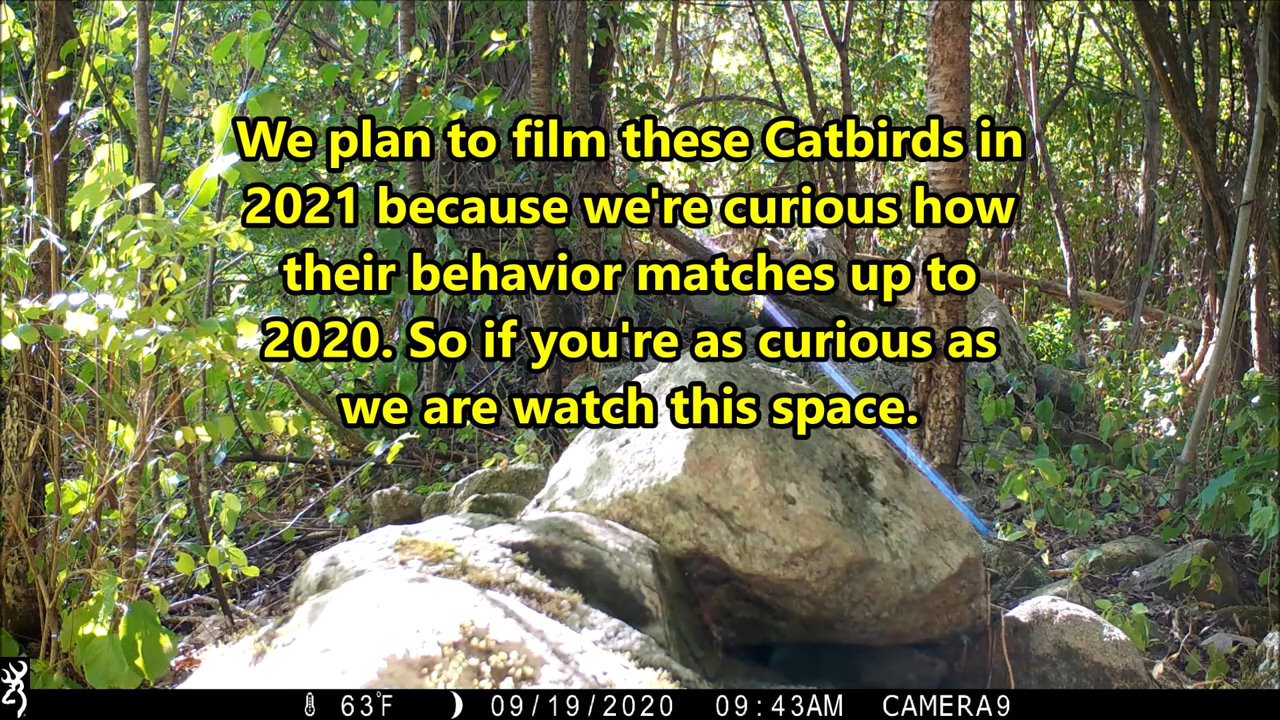 We plan to film these Catbirds in
2021 because we're curious how
their behavior matches up to
2020. So if you're as curious as
we are watch this space.
63°F 09/19/2020 09:43AM CAMERA9